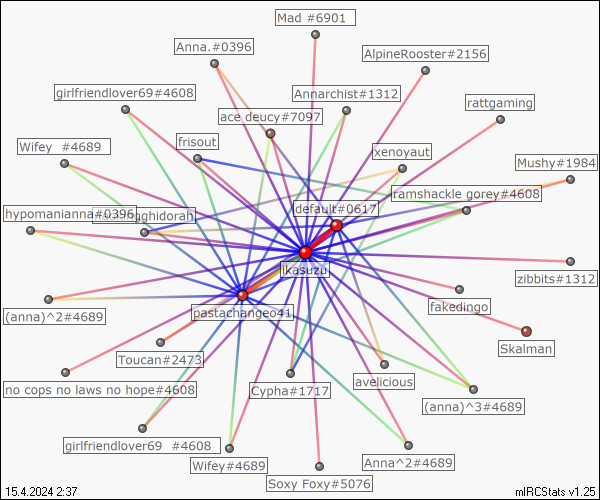 Mad #6901
Anna.#0396
AlpineRooster#2156
girlfriendlover69#4608
Annarchist#1312
rattgaming
ace deucy#7097
frisout
Wifey #4689
xenoyaut
Mushy#1984
ramshackle gorey#4608
default#0617
hypomanianna#0396
gghidorah
ikasuzu
zibbits#1312
fakedingo
pastachangeo41
(anna)^2#4689
Skalman
Toucan#2473
avelicious
no cops no laws no hope#4608
Cypha#1717
(anna)^3#4689
girlfriendlover69 #4608
Wifey#4689
Anna^2#4689
Soxy Foxy#5076
15.4.2024 2:37
mIRCStats v1.25